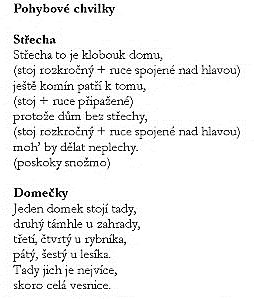 Pohybové chvilky

Střecha
Střecha to je klobouk domu,
(stoj rozkročný + ruce spojené nad hlavou)
ještě komín patří k tomu,
(stoj + ruce připažené)
protože dům bez střechy,
(stoj rozkročný + ruce spojené nad hlavou)
moh' by dělat neplechy.
(poskoky snožmo)

Domečky
Jeden domek stojí tady,
druhý támhle u zahrady,
třetí, čtvrtý u rybníka,
pátý, šestý u lesíka.
Tady jich je nejvíce,
skoro celá vesnice.